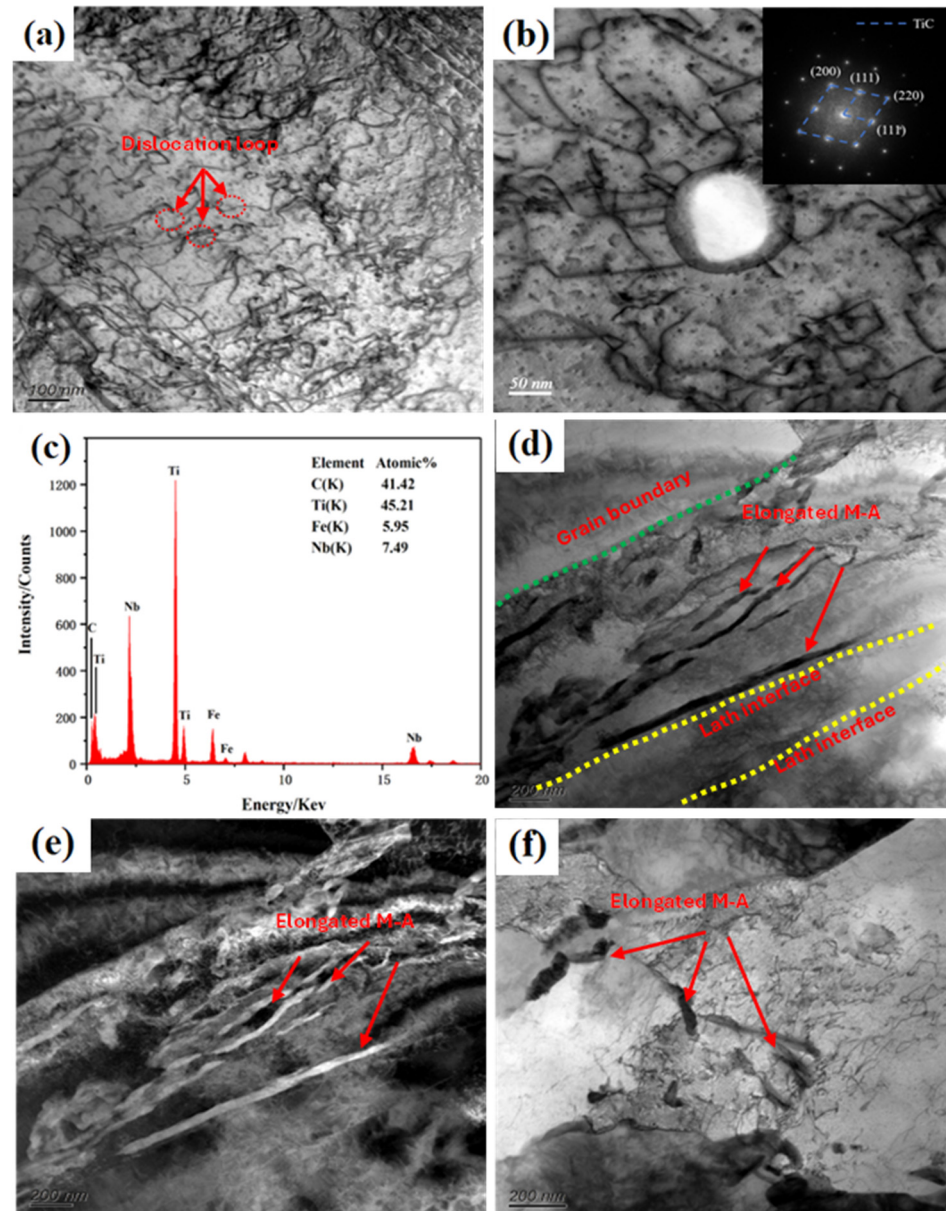 (a)
Dislocation loop
100 nm
(b)
TiC
(200)
(111)
(220)
(111)
50 nm
(c)
Intensity/Counts
1200
1000
800
600
400
200
0
0
5
10
15
20
Energy/Kev
C
Ti
Nb
Ti
Ti
Fe
Fe
Nb
Element Atomic%
C(K) 41.42
Ti(K) 45.21
Fe(K) 5.95
Nb(K) 7.49
(d)
Grain boundary
Elongated M-A
Lath interface
Lath interface
200 nm
(e)
Elongated M-A
200 nm
(f)
Elongated M-A
200 nm